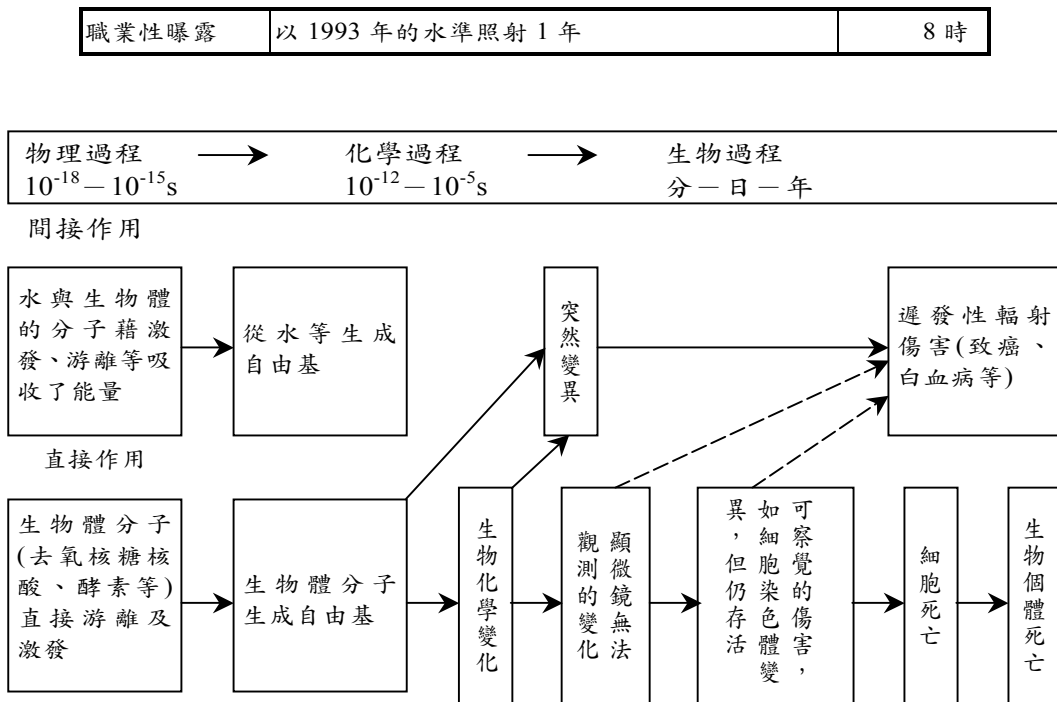 職業性曝露 以 1993 年的水準照射 1 年 8 時
物理過程 化學過程 生物過程
10⁻¹⁸－10⁻¹⁵s 10⁻¹²－10⁻⁵s 分－日－年
間接作用
水與生物體
的分子藉激
發、游離等吸
收了能量
從水等生成
自由基
突然變異
遲發性輻射
傷害(致癌、
白血病等)
直接作用
生物體分子
(去氧核糖核
酸、酵素等)
直接游離及
激發
生物體分子
生成自由基
生物化學變化
顯微鏡無法
觀測的變化
可察覺的傷害，
如細胞染色體變
異，但仍存活
細胞死亡
生物個體死亡